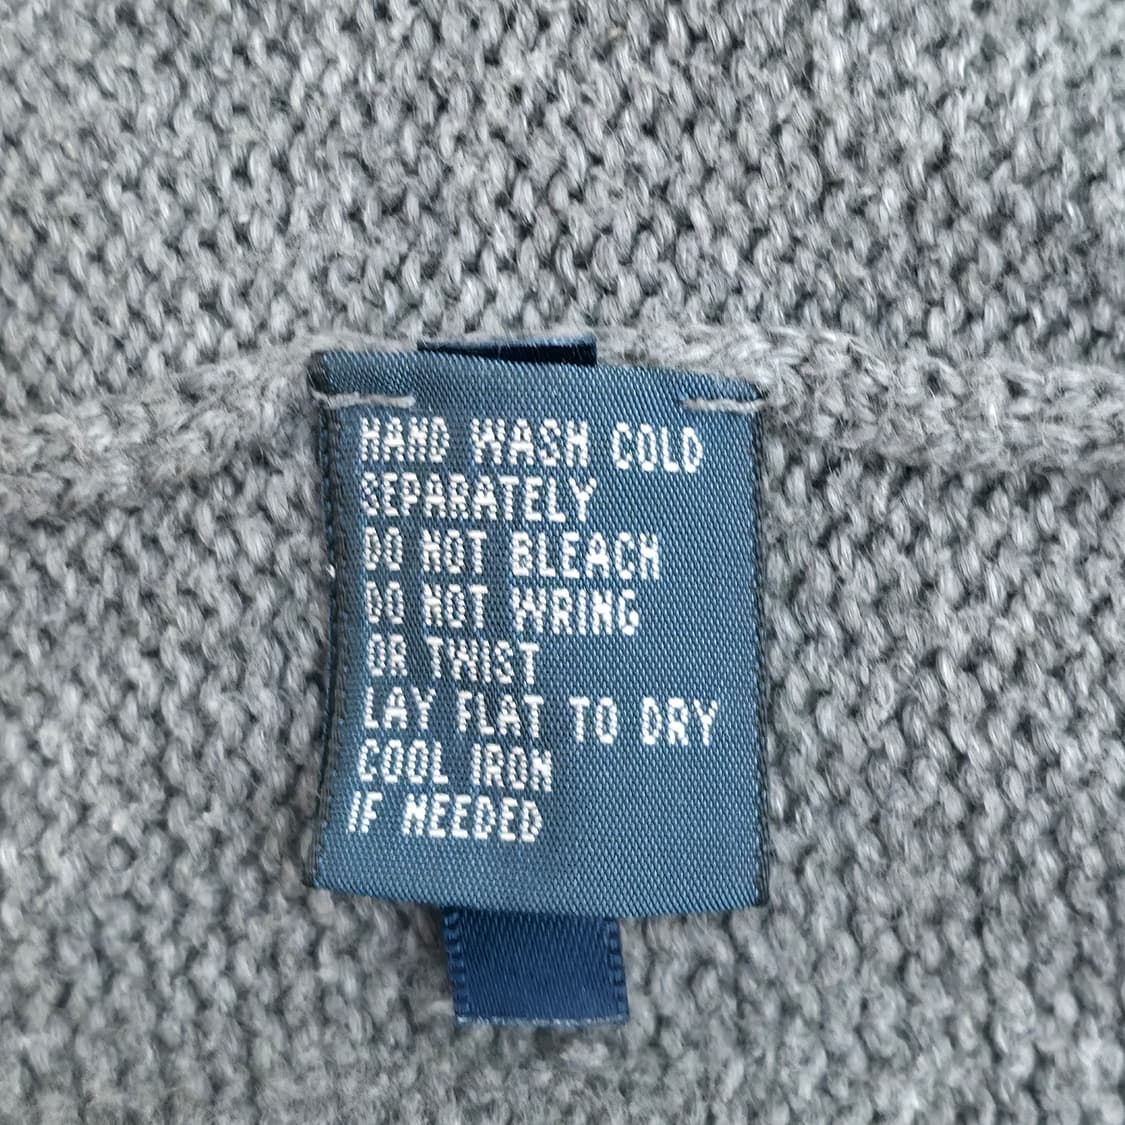 HAND WASH COLD
SEPARATELY
DO NOT BLEACH
DO NOT WRING
OR TWIST
LAY FLAT TO DRY
COOL IRON
IF NEEDED